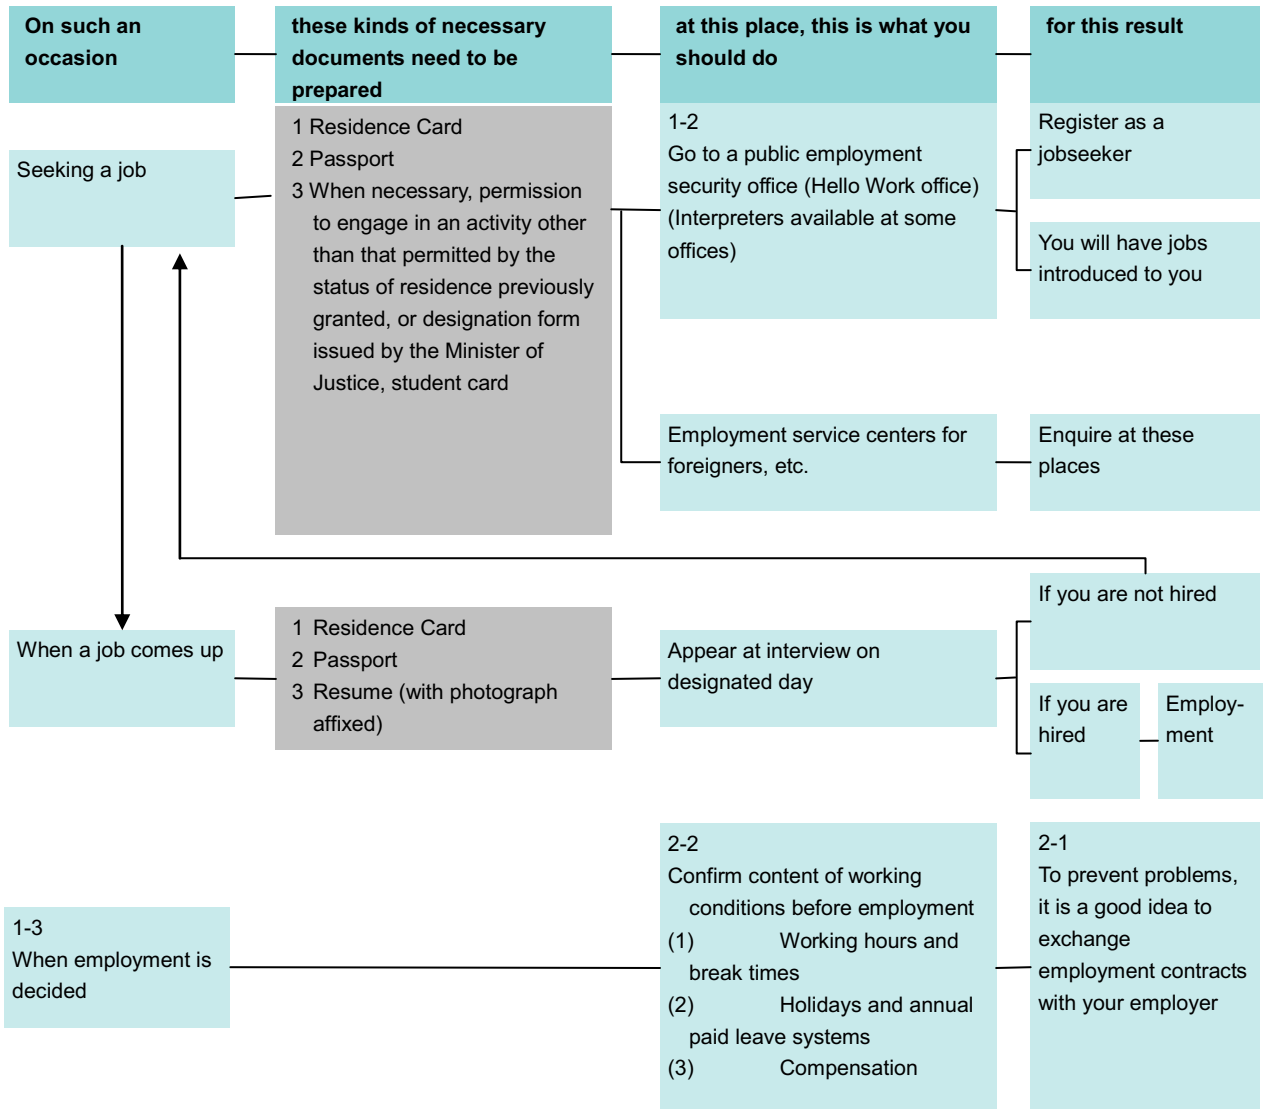 On such an
occasion
these kinds of necessary
documents need to be
prepared
at this place, this is what you
should do
for this result
Seeking a job
1 Residence Card
2 Passport
3 When necessary, permission
to engage in an activity other
than that permitted by the
status of residence previously
granted, or designation form
issued by the Minister of
Justice, student card
1-2
Go to a public employment
security office (Hello Work office)
(Interpreters available at some
offices)
Register as a
jobseeker
You will have jobs
introduced to you
Employment service centers for
foreigners, etc.
Enquire at these
places
When a job comes up
1 Residence Card
2 Passport
3 Resume (with photograph
affixed)
Appear at interview on
designated day
If you are not hired
If you are
hired
Employ-
ment
1-3
When employment is
decided
2-2
Confirm content of working
conditions before employment
(1) Working hours and
break times
(2) Holidays and annual
paid leave systems
(3) Compensation
2-1
To prevent problems,
it is a good idea to
exchange
employment contracts
with your employer